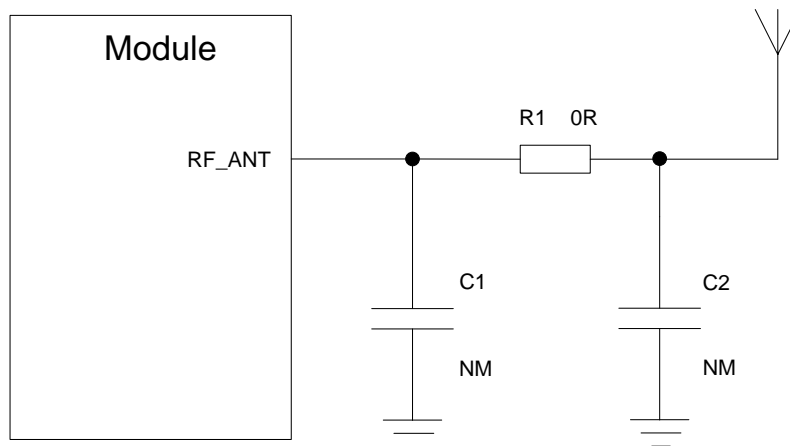 Module
R1 0R
RF_ANT
C1
C2
NM
NM